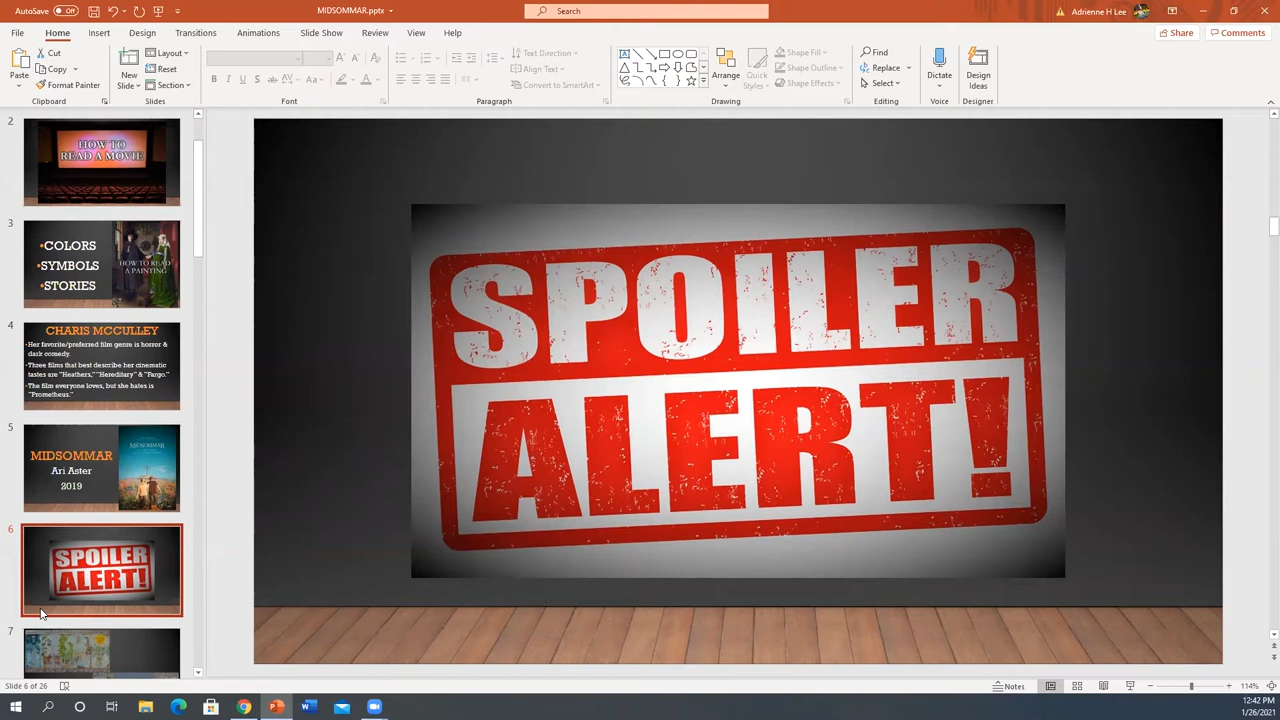 AutoSave Off MIDSOMMAR.pptx Search Adrienne H Lee
File Home Insert Design Transitions Animations Slide Show Review View Help Share Comments
Paste Cut Copy Format Painter
Clipboard
New Slide Layout Reset Section
Slides
B I U S ab AV Aa A
Font
Text Direction Align Text Convert to SmartArt
Paragraph
Arrange Quick Styles Shape Fill Shape Outline Shape Effects
Drawing
Find Replace Select
Editing
Dictate
Voice
Design Ideas
Designer
2
HOW TO
READ A MOVIE
3
•COLORS
•SYMBOLS
•STORIES
HOW TO READ
A PAINTING
4
CHARIS MCCULLEY
•Her favorite/preferred film genre is horror &
dark comedy.
•Three films that best describe her cinematic
tastes are "Heathers," "Hereditary" & "Fargo."
•The film everyone loves, but she hates is
"Prometheus."
5
MIDSOMMAR
Ari Aster
2019
MIDSOMMAR
6
SPOILER
ALERT!
7
SPOILER
ALERT!
Slide 6 of 26 Notes 114%
12:42 PM
1/26/2021